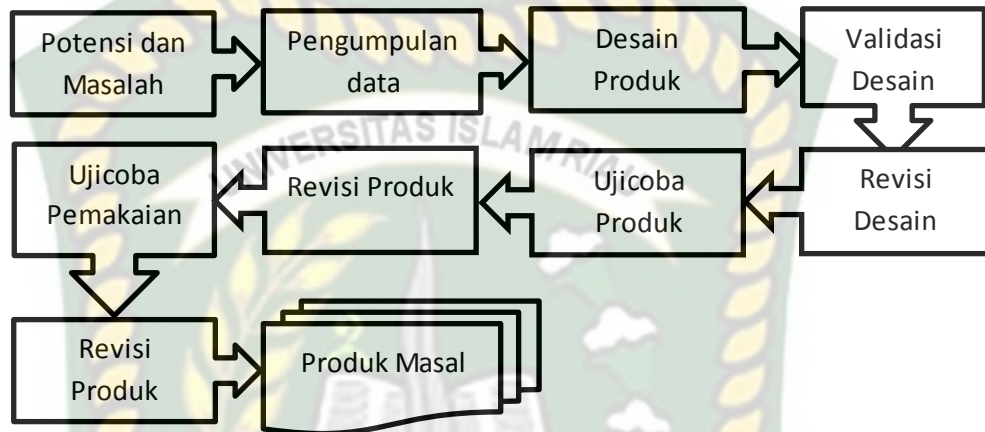 Potensi dan
Masalah
Pengumpulan
data
Desain
Produk
Validasi
Desain
UNIVERSITAS ISLAM RIAU
Revisi
Desain
Ujicoba
Produk
Revisi Produk
Ujicoba
Pemakaian
Revisi
Produk
Produk Masal